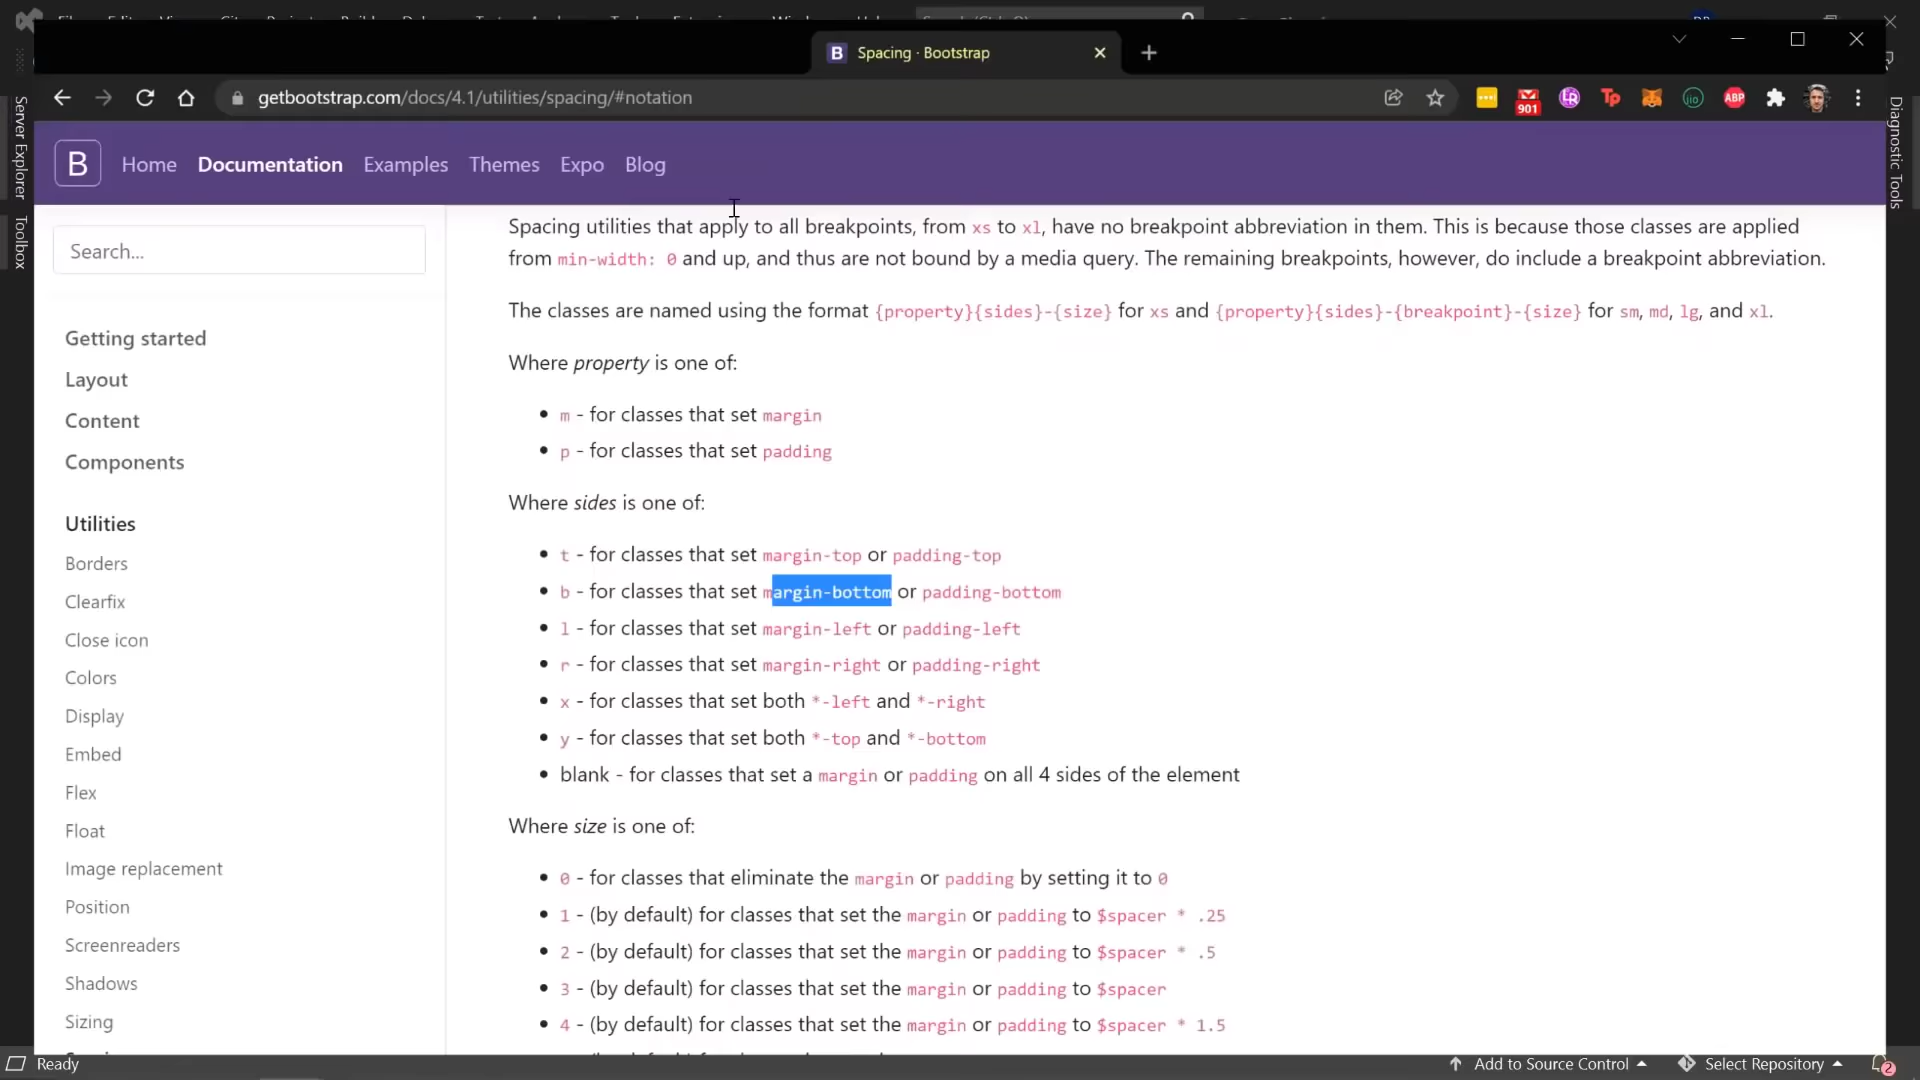 Spacing · Bootstrap
getbootstrap.com/docs/4.1/utilities/spacing/#notation
901
LR
Tp
jio
ABP
B
Home
Documentation
Examples
Themes
Expo
Blog
Server Explorer
Toolbox
Diagnostic Tools
Search...
Getting started
Layout
Content
Components
Utilities
Borders
Clearfix
Close icon
Colors
Display
Embed
Flex
Float
Image replacement
Position
Screenreaders
Shadows
Sizing
Spacing utilities that apply to all breakpoints, from xs to xl, have no breakpoint abbreviation in them. This is because those classes are applied
from min-width: 0 and up, and thus are not bound by a media query. The remaining breakpoints, however, do include a breakpoint abbreviation.
The classes are named using the format {property}{sides}-{size} for xs and {property}{sides}-{breakpoint}-{size} for sm, md, lg, and xl.
Where property is one of:
m - for classes that set margin
p - for classes that set padding
Where sides is one of:
t - for classes that set margin-top or padding-top
b - for classes that set margin-bottom or padding-bottom
l - for classes that set margin-left or padding-left
r - for classes that set margin-right or padding-right
x - for classes that set both *-left and *-right
y - for classes that set both *-top and *-bottom
blank - for classes that set a margin or padding on all 4 sides of the element
Where size is one of:
0 - for classes that eliminate the margin or padding by setting it to 0
1 - (by default) for classes that set the margin or padding to $spacer * .25
2 - (by default) for classes that set the margin or padding to $spacer * .5
3 - (by default) for classes that set the margin or padding to $spacer
4 - (by default) for classes that set the margin or padding to $spacer * 1.5
Ready
Add to Source Control
Select Repository
2